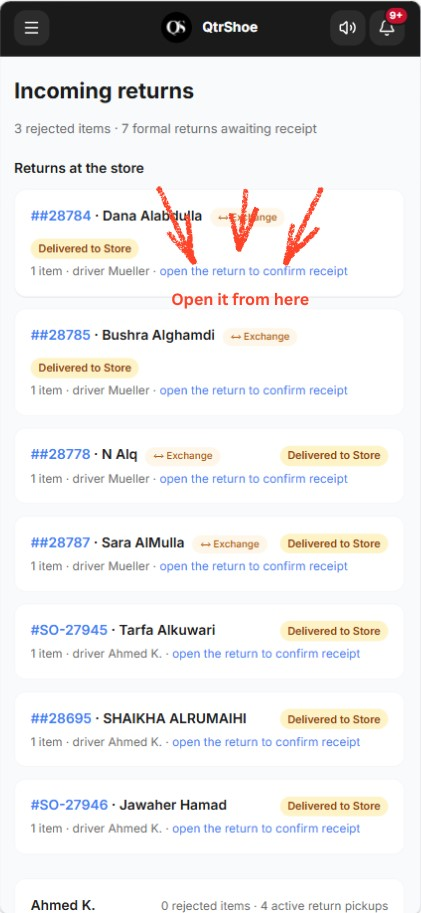 QS QtrShoe 9+
Incoming returns
3 rejected items · 7 formal returns awaiting receipt
Returns at the store
##28784 · Dana Alabdulla ↔ Exchange
Delivered to Store
1 item · driver Mueller · open the return to confirm receipt
Open it from here
##28785 · Bushra Alghamdi ↔ Exchange
Delivered to Store
1 item · driver Mueller · open the return to confirm receipt
##28778 · N Alq ↔ Exchange Delivered to Store
1 item · driver Mueller · open the return to confirm receipt
##28787 · Sara AlMulla ↔ Exchange Delivered to Store
1 item · driver Mueller · open the return to confirm receipt
#SO-27945 · Tarfa Alkuwari Delivered to Store
1 item · driver Ahmed K. · open the return to confirm receipt
##28695 · SHAIKHA ALRUMAIHI Delivered to Store
1 item · driver Ahmed K. · open the return to confirm receipt
#SO-27946 · Jawaher Hamad Delivered to Store
1 item · driver Ahmed K. · open the return to confirm receipt
Ahmed K. 0 rejected items · 4 active return pickups